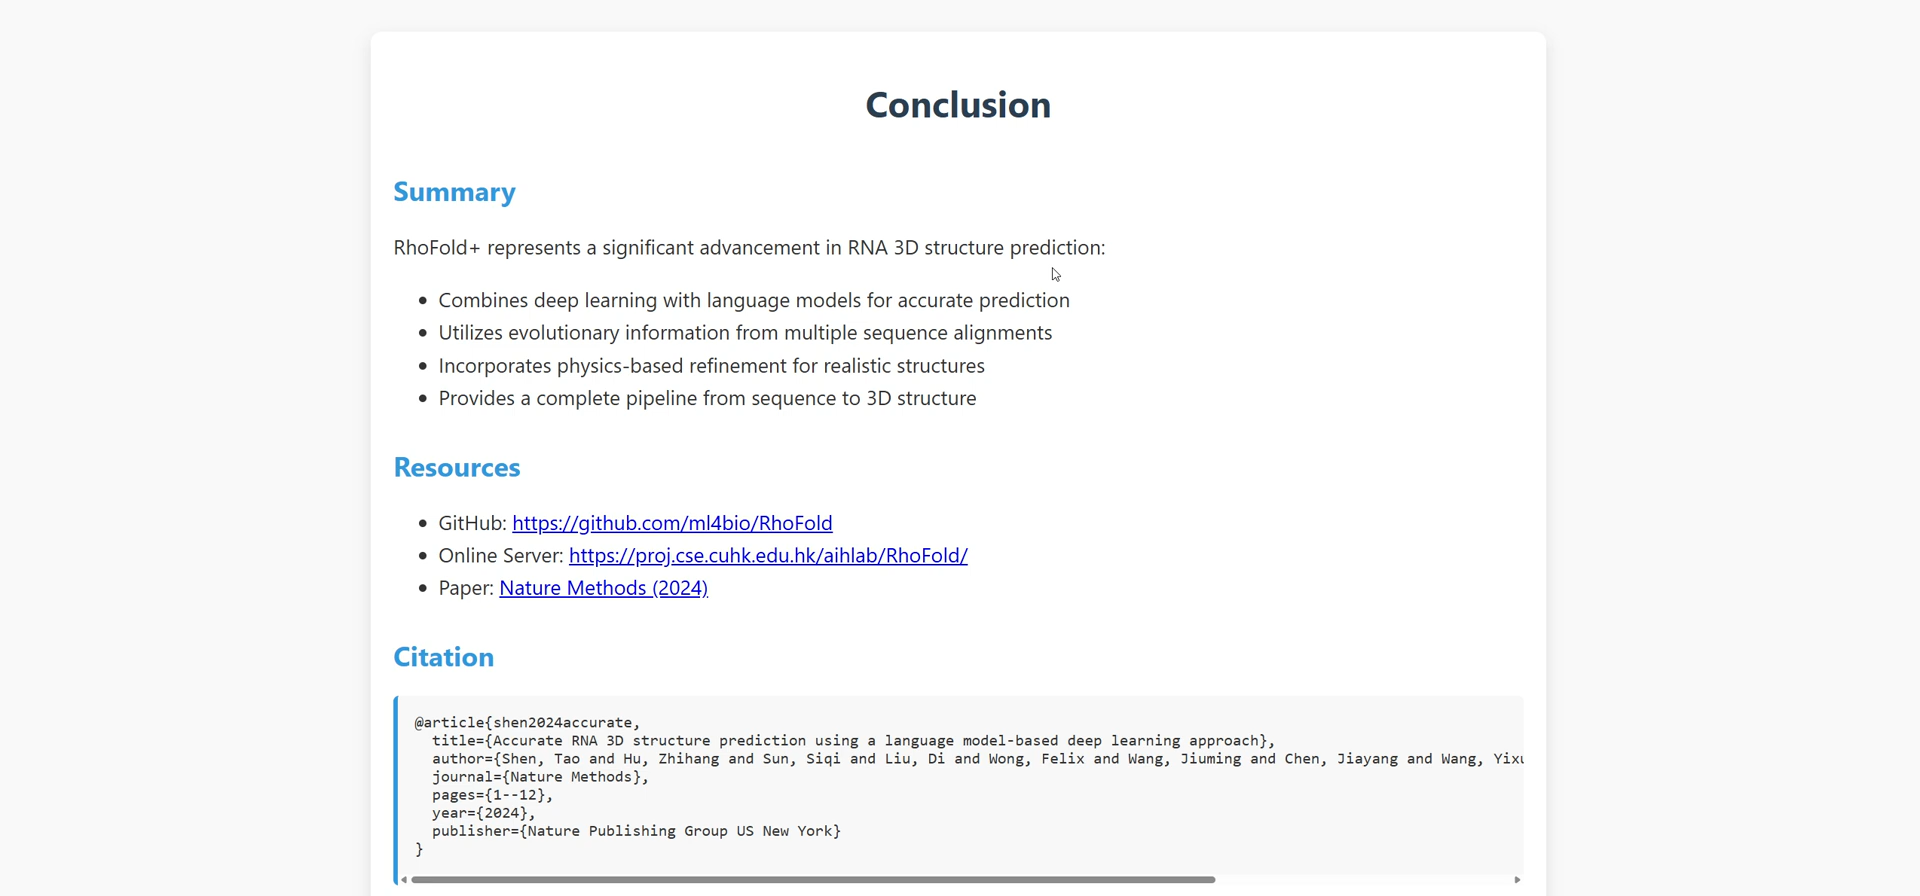 Conclusion
Summary
RhoFold+ represents a significant advancement in RNA 3D structure prediction:
• Combines deep learning with language models for accurate prediction
• Utilizes evolutionary information from multiple sequence alignments
• Incorporates physics-based refinement for realistic structures
• Provides a complete pipeline from sequence to 3D structure
Resources
• GitHub: https://github.com/ml4bio/RhoFold
• Online Server: https://proj.cse.cuhk.edu.hk/aihlab/RhoFold/
• Paper: Nature Methods (2024)
Citation
@article{shen2024accurate,
  title={Accurate RNA 3D structure prediction using a language model-based deep learning approach},
  author={Shen, Tao and Hu, Zhihang and Sun, Siqi and Liu, Di and Wong, Felix and Wang, Jiuming and Chen, Jiayang and Wang,
  journal={Nature Methods},
  pages={1--12},
  year={2024},
  publisher={Nature Publishing Group US New York}
}